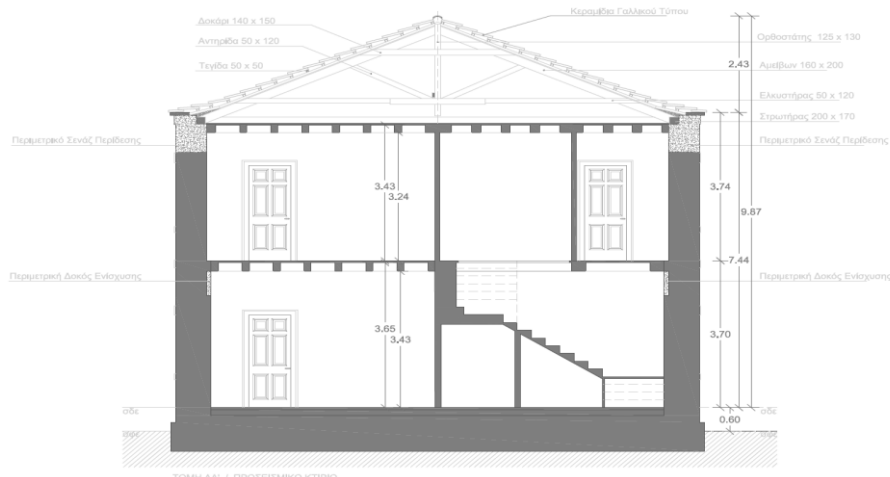 Δοκάρι 140 x 150
Αντηρίδα 50 x 120
Τεγίδα 50 x 50
Κεραμίδια Γαλλικού Τύπου
Ορθοστάτης 125 x 130
Αμείβων 160 x 200
Ελκυστήρας 50 x 120
Στρωτήρας 200 x 170
2.43
Περιμετρικό Σενάζ Περίδεσης
Περιμετρικό Σενάζ Περίδεσης
3.43
3.24
3.74
9.87
7.44
Περιμετρική Δοκός Ενίσχυσης
Περιμετρική Δοκός Ενίσχυσης
3.65
3.43
3.70
0.60